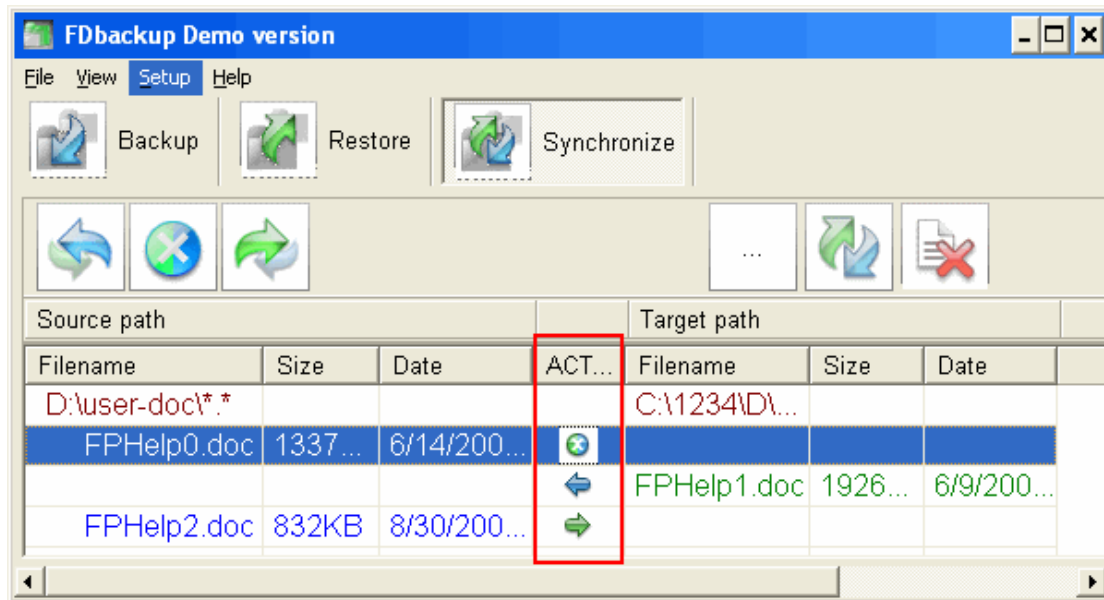 FDbackup Demo version
File View Setup Help
Backup Restore Synchronize
...
Source path Target path
Filename Size Date ACT... Filename Size Date
D:\user-doc\*.* C:\1234\D\...
FPHelp0.doc 1337... 6/14/200...
FPHelp1.doc 1926... 6/9/200...
FPHelp2.doc 832KB 8/30/200...